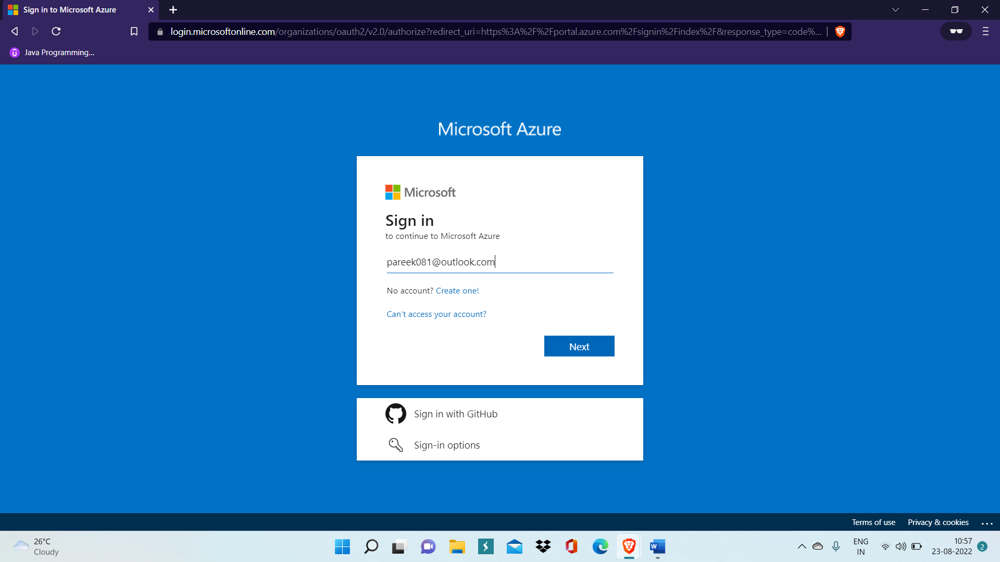 Sign in to Microsoft Azure
login.microsoftonline.com/organizations/oauth2/v2.0/authorize?redirect_uri=https%3A%2F%2Fportal.azure.com%2Fsignin%2Findex%2F&response_type=code%...
Java Programming...
Microsoft Azure
Microsoft
Sign in
to continue to Microsoft Azure
pareek081@outlook.com
No account? Create one!
Can't access your account?
Next
Sign in with GitHub
Sign-in options
Terms of use Privacy & cookies ...
26°C
Cloudy
W
ENG
IN
10:57
23-08-2022
2